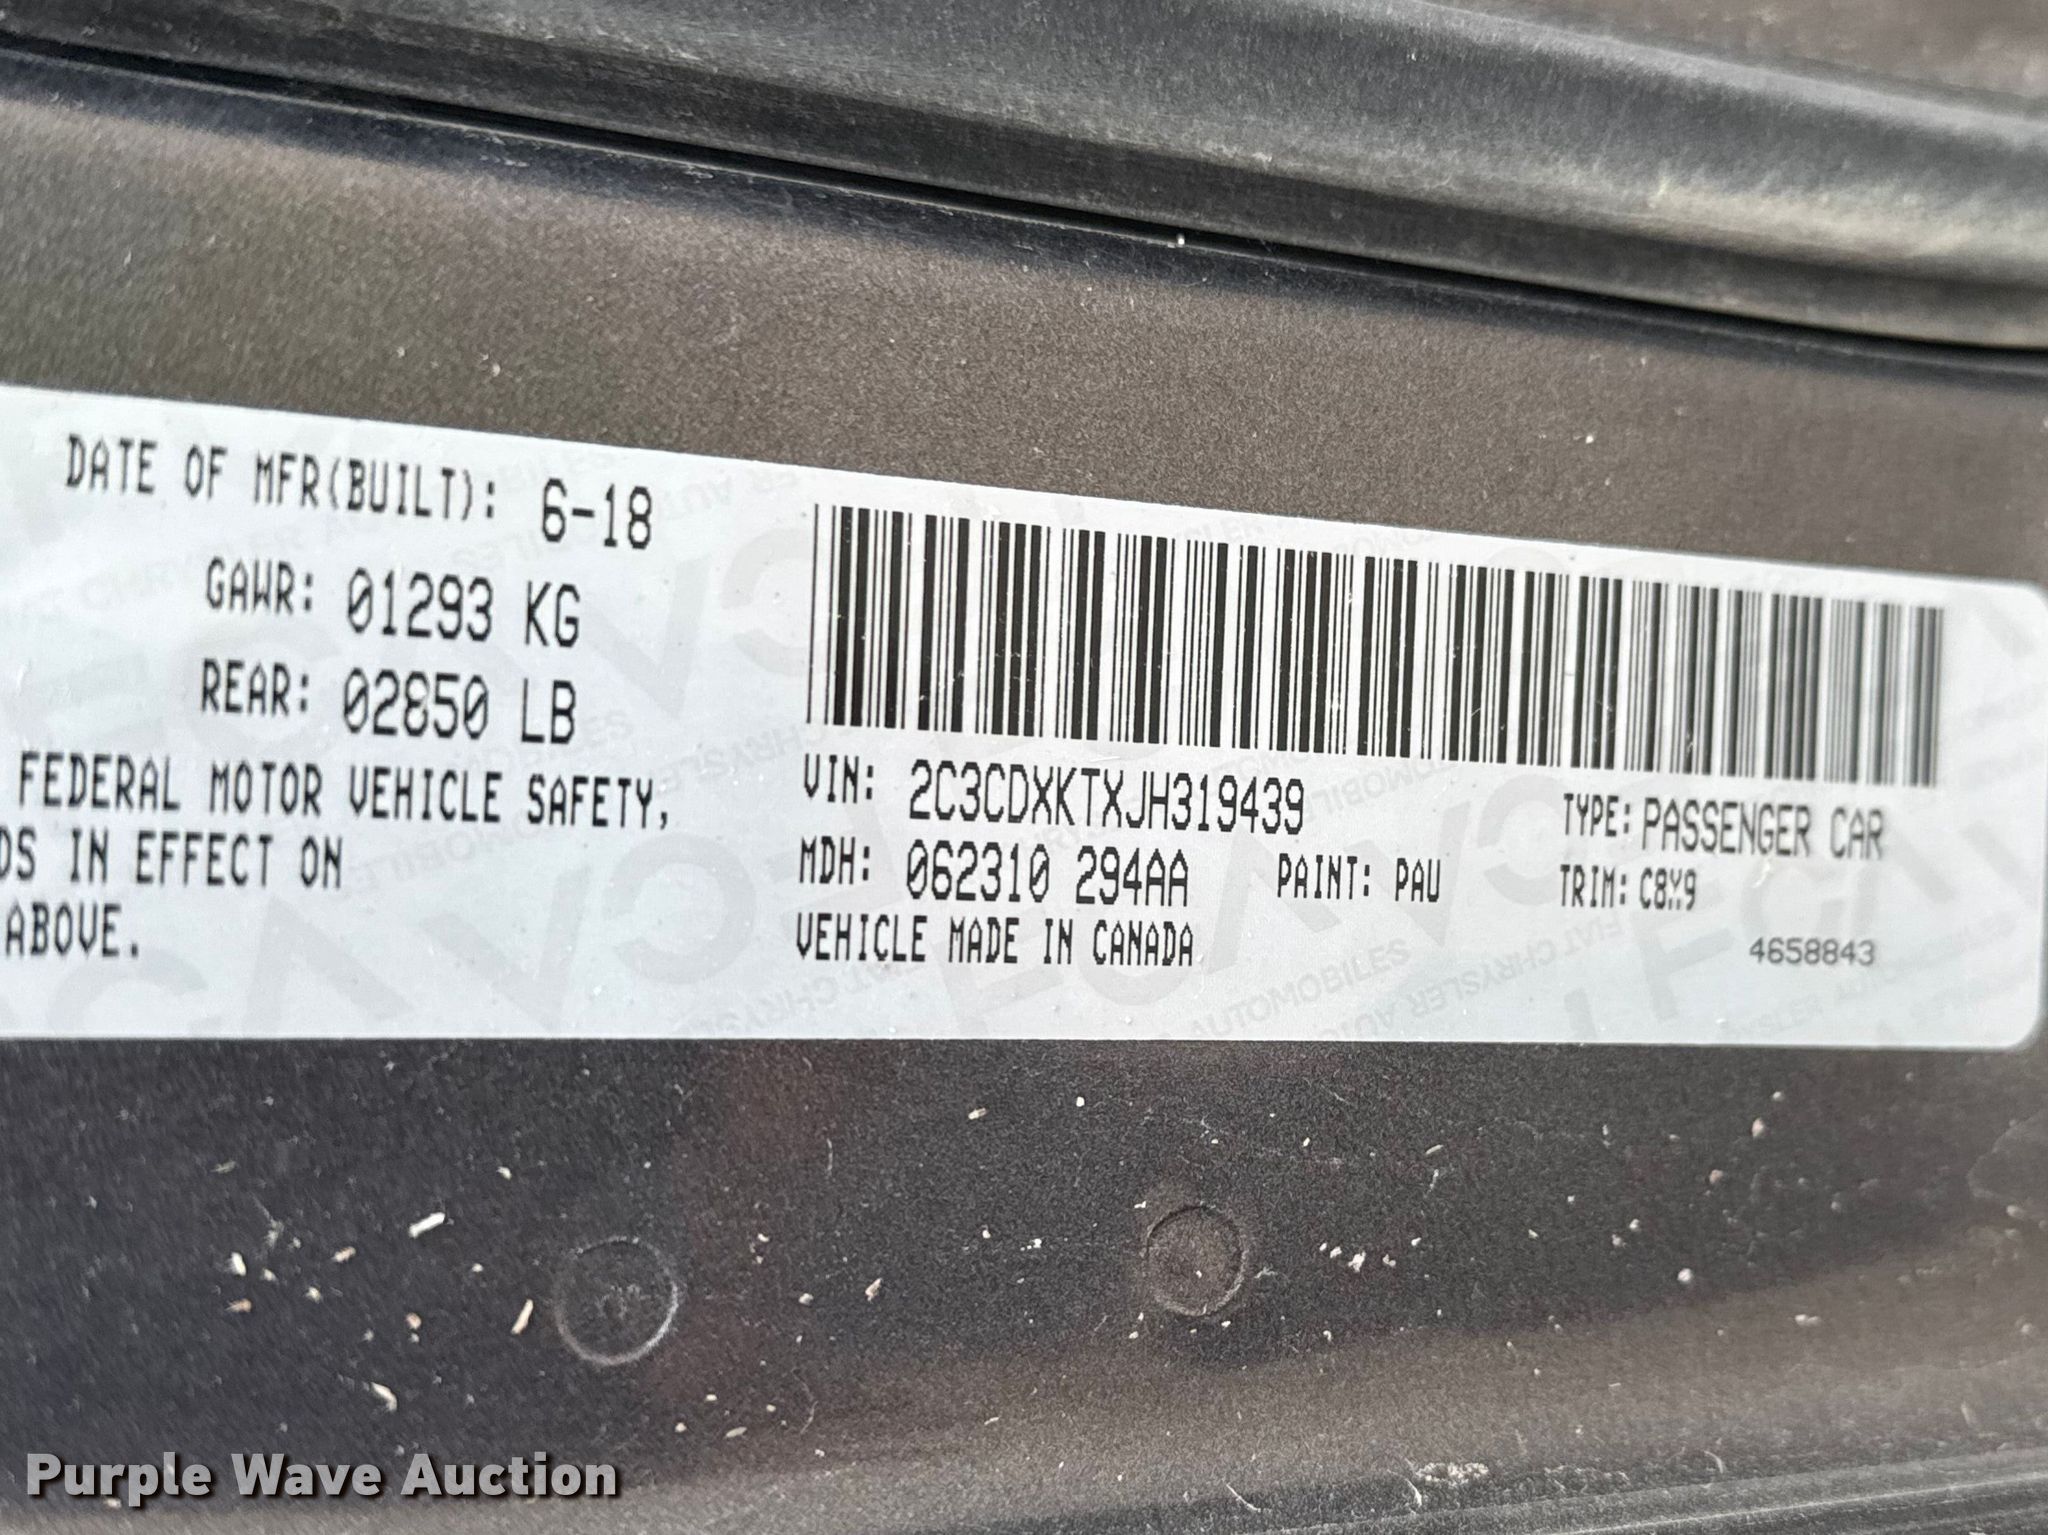 DATE OF MFR(BUILT): 6-18
GAWR: 01293 KG
REAR: 02850 LB
FEDERAL MOTOR VEHICLE SAFETY,
DS IN EFFECT ON
ABOVE.
VIN: 2C3CDXKTXJH319439
TYPE: PASSENGER CAR
MDH: 062310 294AA
PAINT: PAU
TRIM: C8X9
VEHICLE MADE IN CANADA
4658843
Purple Wave Auction